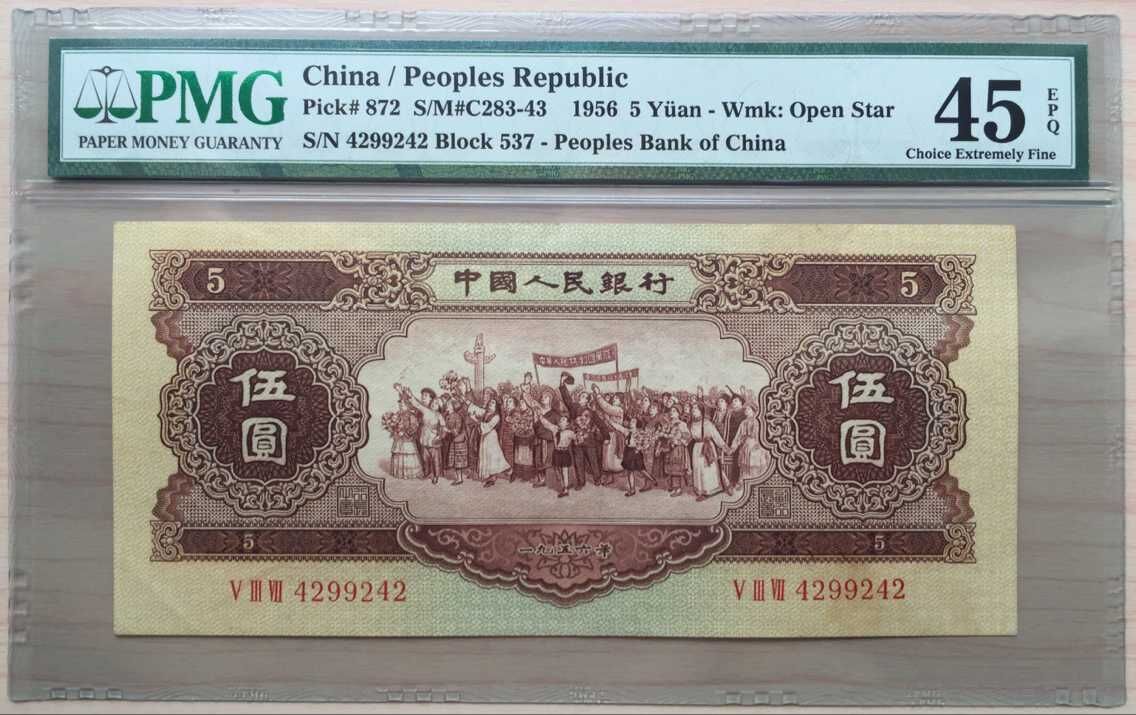 PMG
PAPER MONEY GUARANTY
China / Peoples Republic
Pick# 872 S/M#C283-43 1956 5 Yüan - Wmk: Open Star
S/N 4299242 Block 537 - Peoples Bank of China
45
EPQ
Choice Extremely Fine
中國人民銀行
5 5
伍圓 伍圓
5 5
一九五六年
V III VII 4299242 V III VII 4299242
PMG